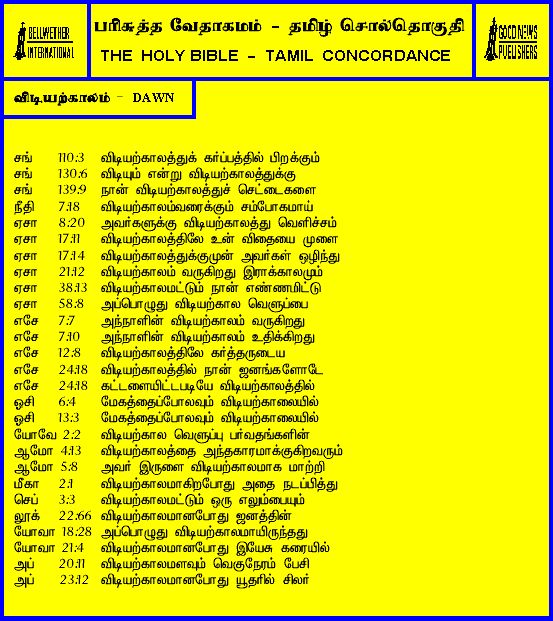 BELLWETHER
INTERNATIONAL
பரிசுத்த வேதாகமம் - தமிழ் சொல்தொகுதி
THE HOLY BIBLE - TAMIL CONCORDANCE
GOOD NEWS
PUBLISHERS
விடியற்காலம் - DAWN
சங் 110:3 விடியற்காலத்துக் கர்ப்பத்தில் பிறக்கும்
சங் 130:6 விடியும் என்று விடியற்காலத்துக்கு
சங் 139:9 நான் விடியற்காலத்துச் செட்டைகளை
நீதி 7:18 விடியற்காலம்வரைக்கும் சம்போகமாய்
ஏசா 8:20 அவர்களுக்கு விடியற்காலத்து வெளிச்சம்
ஏசா 17:11 விடியற்காலத்திலே உன் விதையை முளை
ஏசா 17:14 விடியற்காலத்துக்குமுன் அவர்கள் ஒழிந்து
ஏசா 21:12 விடியற்காலம் வருகிறது இராக்காலமும்
ஏசா 38:13 விடியற்காலமட்டும் நான் எண்ணமிட்டு
ஏசா 58:8 அப்பொழுது விடியற்கால வெளுப்பை
எசே 7:7 அந்நாளின் விடியற்காலம் வருகிறது
எசே 7:10 அந்நாளின் விடியற்காலம் உதிக்கிறது
எசே 12:8 விடியற்காலத்திலே கர்த்தருடைய
எசே 24:18 விடியற்காலத்தில் நான் ஜனங்களோடே
எசே 24:18 கட்டளையிட்டபடியே விடியற்காலத்தில்
ஓசி 6:4 மேகத்தைப்போலவும் விடியற்காலையில்
ஓசி 13:3 மேகத்தைப்போலவும் விடியற்காலையில்
யோவே 2:2 விடியற்கால வெளுப்பு பர்வதங்களின்
ஆமோ 4:13 விடியற்காலத்தை அந்தகாரமாக்குகிறவரும்
ஆமோ 5:8 அவர் இருளை விடியற்காலமாக மாற்றி
மீகா 2:1 விடியற்காலமாகிறபோது அதை நடப்பித்து
செப் 3:3 விடியற்காலமட்டும் ஒரு எலும்பையும்
லூக் 22:66 விடியற்காலமானபோது ஜனத்தின்
யோவா 18:28 அப்பொழுது விடியற்காலமாயிருந்தது
யோவா 21:4 விடியற்காலமானபோது இயேசு கரையில்
அப் 20:11 விடியற்காலமளவும் வெகுநேரம் பேசி
அப் 23:12 விடியற்காலமானபோது யூதரில் சிலர்